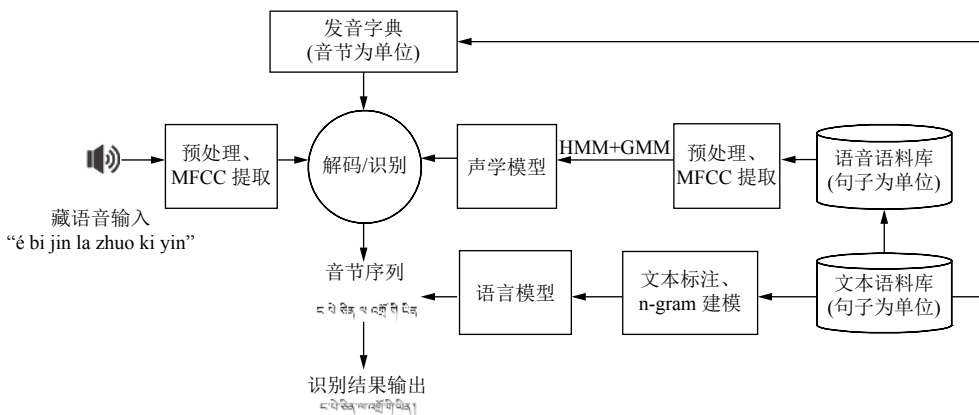 发音字典
(音节为单位)
预处理、
MFCC 提取
解码/识别
声学模型
HMM+GMM
预处理、
MFCC 提取
语音语料库
(句子为单位)
藏语音输入
“é bi jin la zhuo ki yin”
音节序列
ང པེ ཅིན ལ འགྲོ གི ཡིན
语言模型
文本标注、
n-gram 建模
文本语料库
(句子为单位)
识别结果输出
ང་པེ་ཅིན་ལ་འགྲོ་གི་ཡིན།